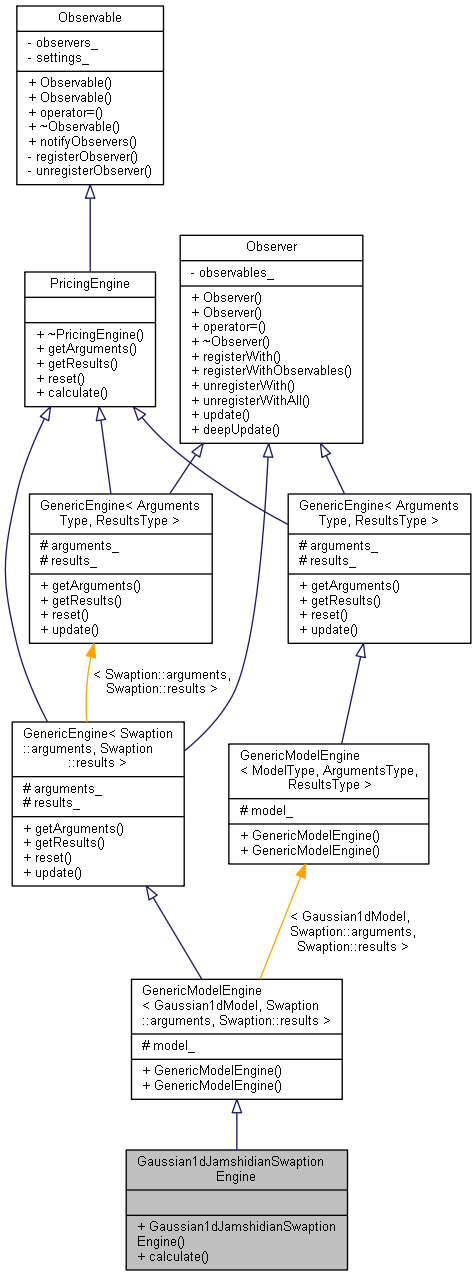 Observable
- observers_
- settings_
+ Observable()
+ Observable()
+ operator=()
+ ~Observable()
+ notifyObservers()
- registerObserver()
- unregisterObserver()
Observer
- observables_
+ Observer()
+ Observer()
+ operator=()
+ ~Observer()
+ registerWith()
+ registerWithObservables()
+ unregisterWith()
+ unregisterWithAll()
+ update()
+ deepUpdate()
PricingEngine
+ ~PricingEngine()
+ getArguments()
+ getResults()
+ reset()
+ calculate()
GenericEngine< Arguments
Type, ResultsType >
# arguments_
# results_
+ getArguments()
+ getResults()
+ reset()
+ update()
GenericEngine< Arguments
Type, ResultsType >
# arguments_
# results_
+ getArguments()
+ getResults()
+ reset()
+ update()
< Swaption::arguments,
Swaption::results >
GenericEngine< Swaption
::arguments, Swaption
::results >
# arguments_
# results_
+ getArguments()
+ getResults()
+ reset()
+ update()
GenericModelEngine
< ModelType, ArgumentsType,
ResultsType >
# model_
+ GenericModelEngine()
+ GenericModelEngine()
< Gaussian1dModel,
Swaption::arguments,
Swaption::results >
GenericModelEngine
< Gaussian1dModel, Swaption
::arguments, Swaption::results >
# model_
+ GenericModelEngine()
+ GenericModelEngine()
Gaussian1dJamshidianSwaption
Engine
+ Gaussian1dJamshidianSwaption
Engine()
+ calculate()